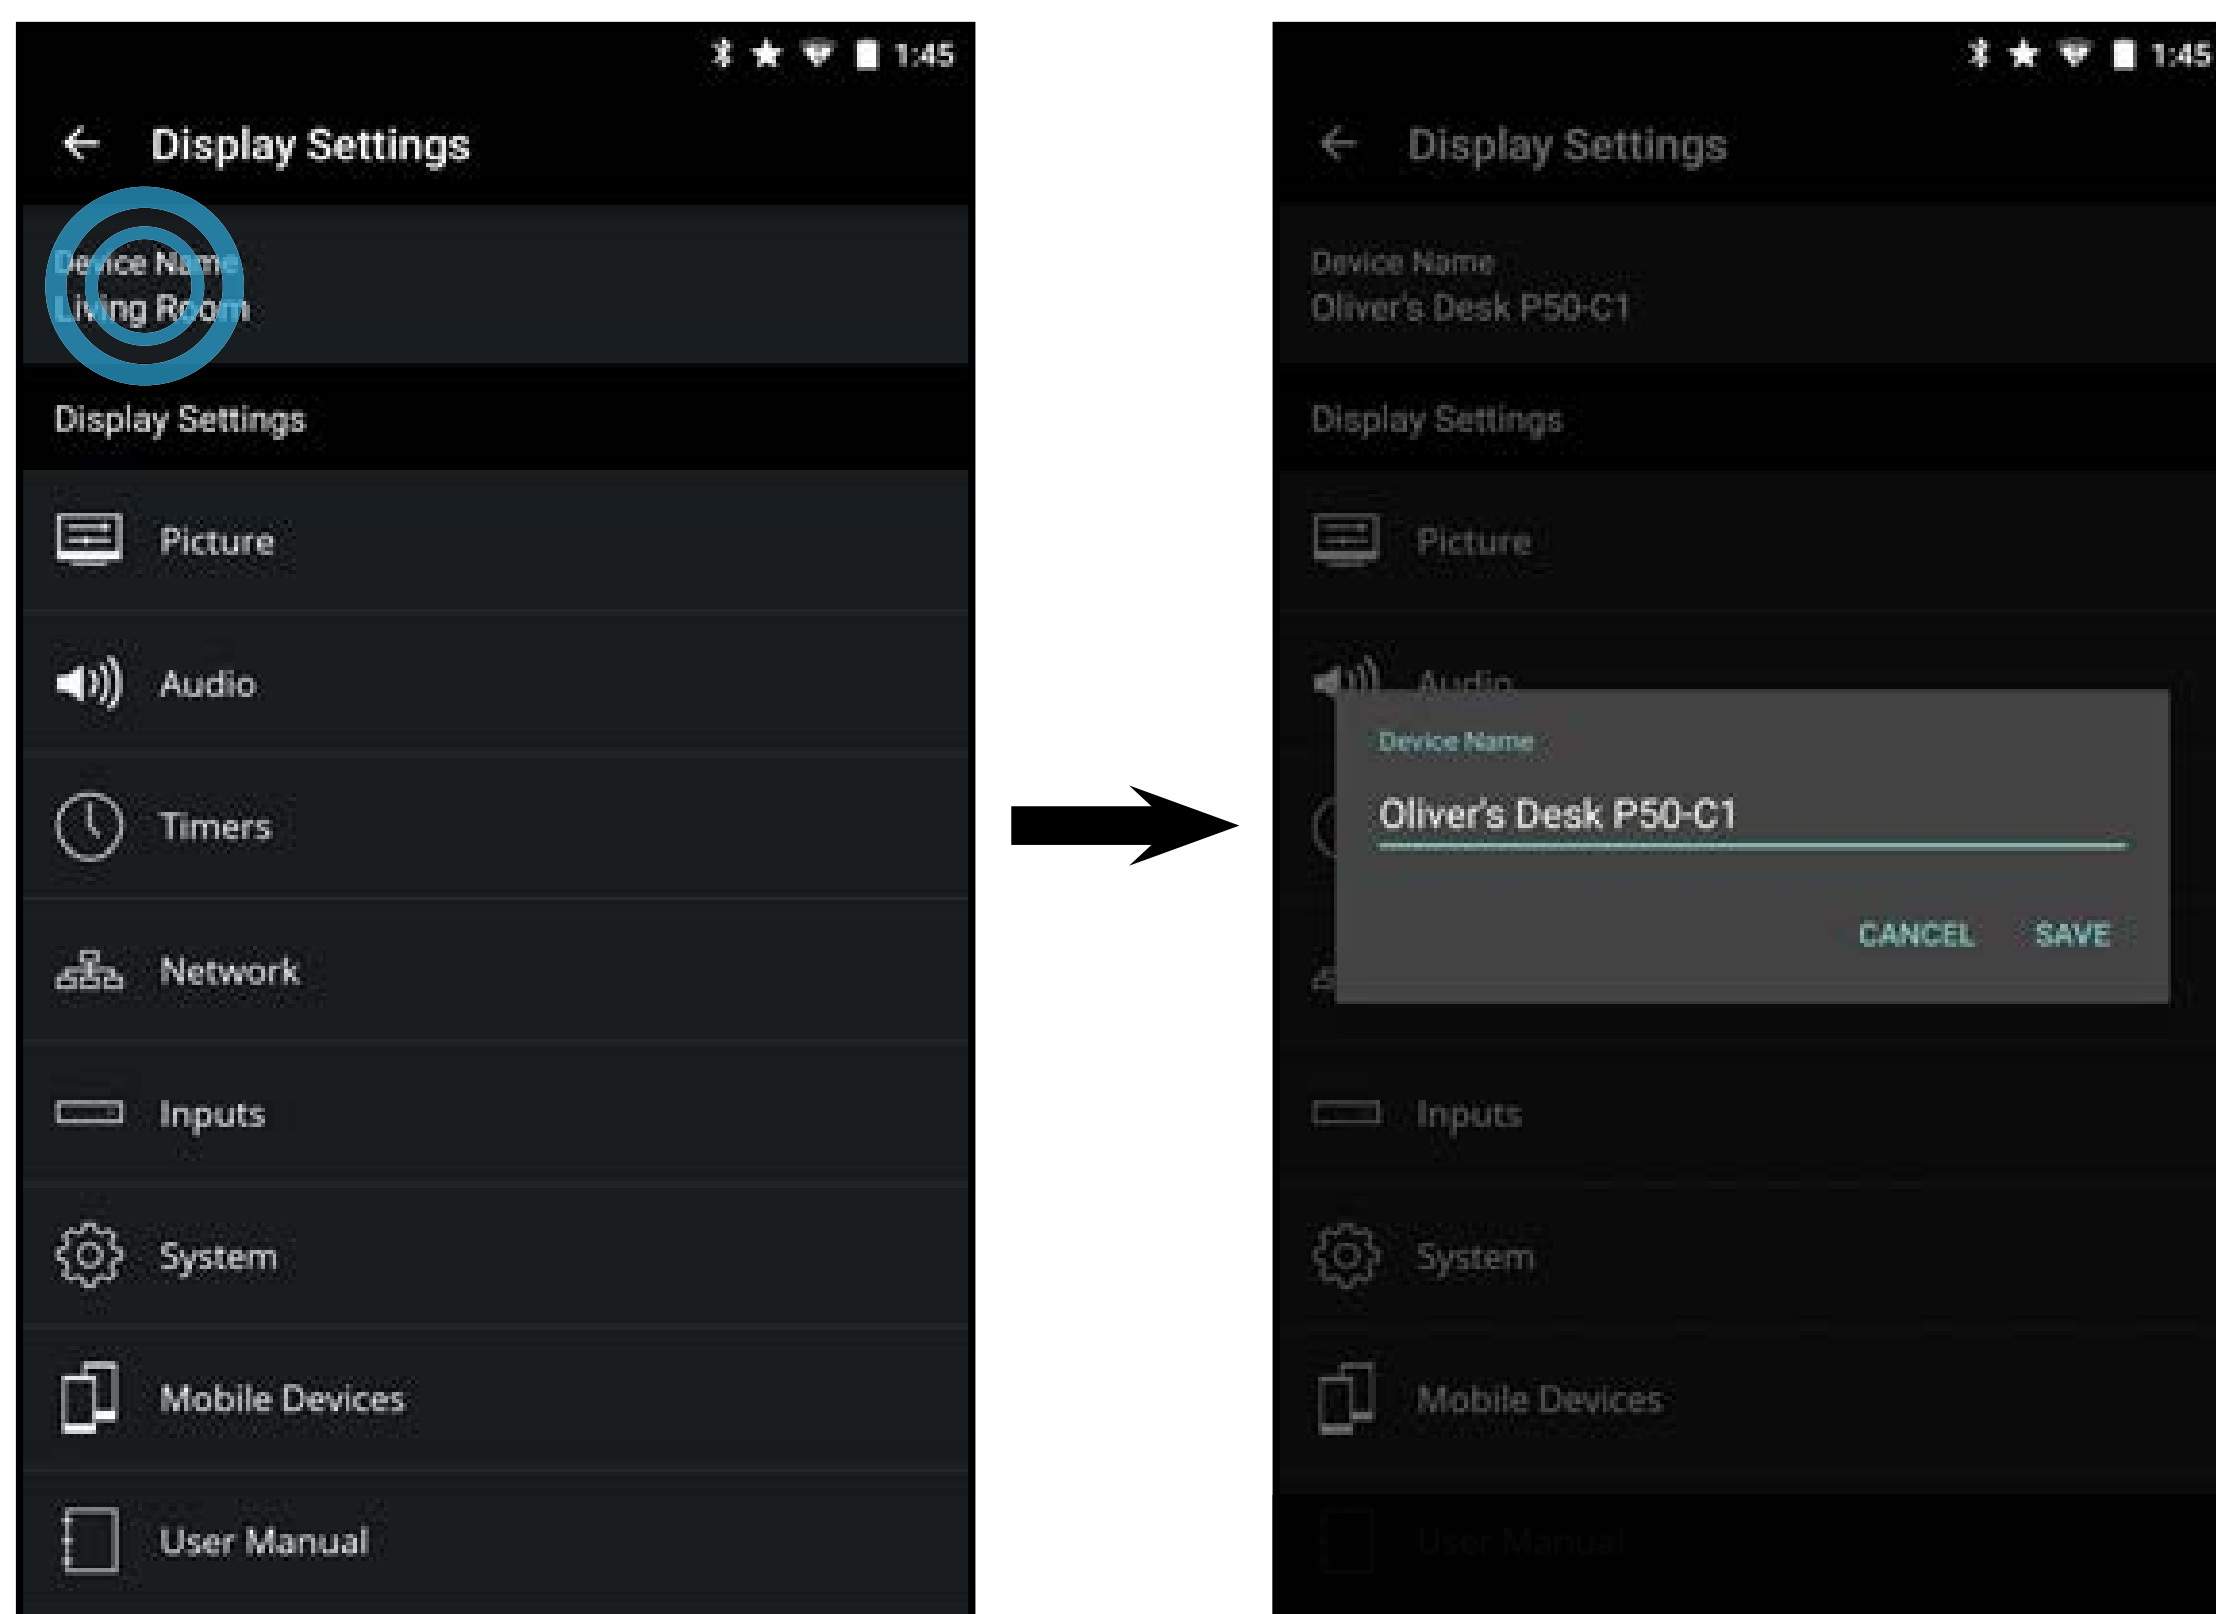 1:45
Display Settings
Device Name
Living Room
Display Settings
Picture
Audio
Timers
Network
Inputs
System
Mobile Devices
User Manual
1:45
Display Settings
Device Name
Oliver's Desk P50-C1
Display Settings
Picture
Audio
Device Name
Oliver's Desk P50-C1
CANCEL SAVE
Inputs
System
Mobile Devices
User Manual